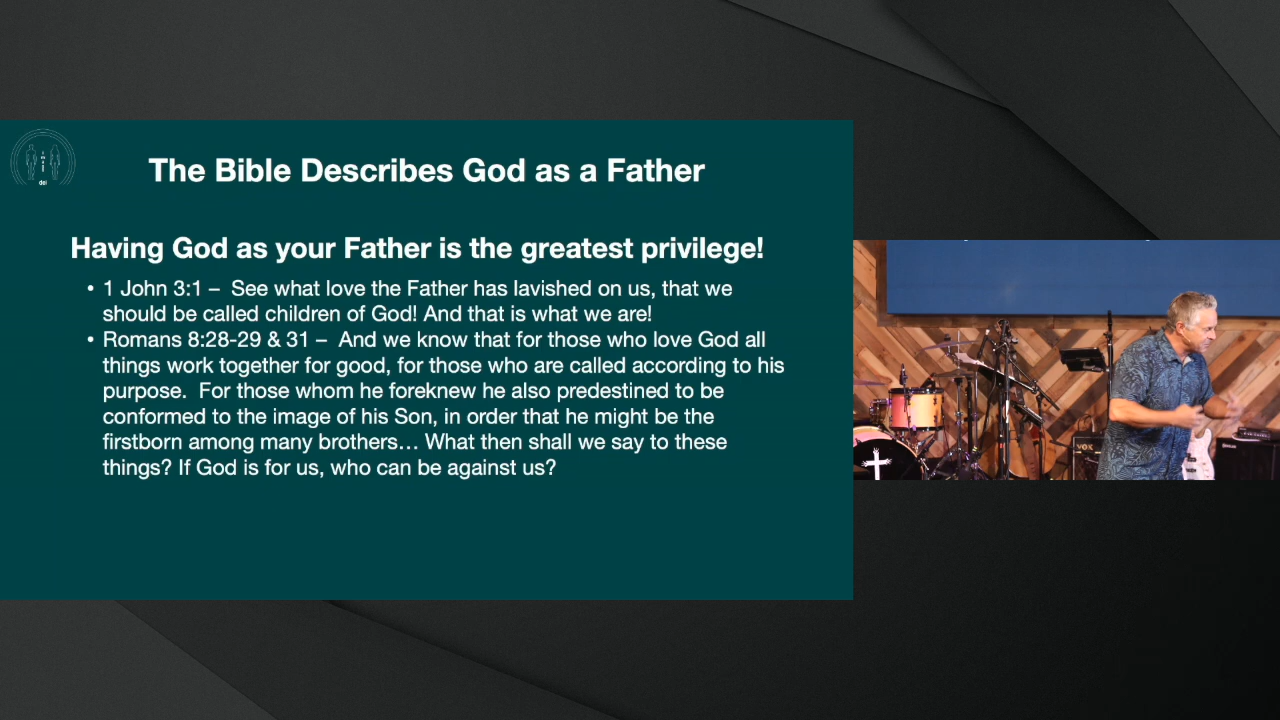 The Bible Describes God as a Father
Having God as your Father is the greatest privilege!
• 1 John 3:1 – See what love the Father has lavished on us, that we
should be called children of God! And that is what we are!
• Romans 8:28-29 & 31 – And we know that for those who love God all
things work together for good, for those who are called according to his
purpose. For those whom he foreknew he also predestined to be
conformed to the image of his Son, in order that he might be the
firstborn among many brothers… What then shall we say to these
things? If God is for us, who can be against us?
dei
VOX